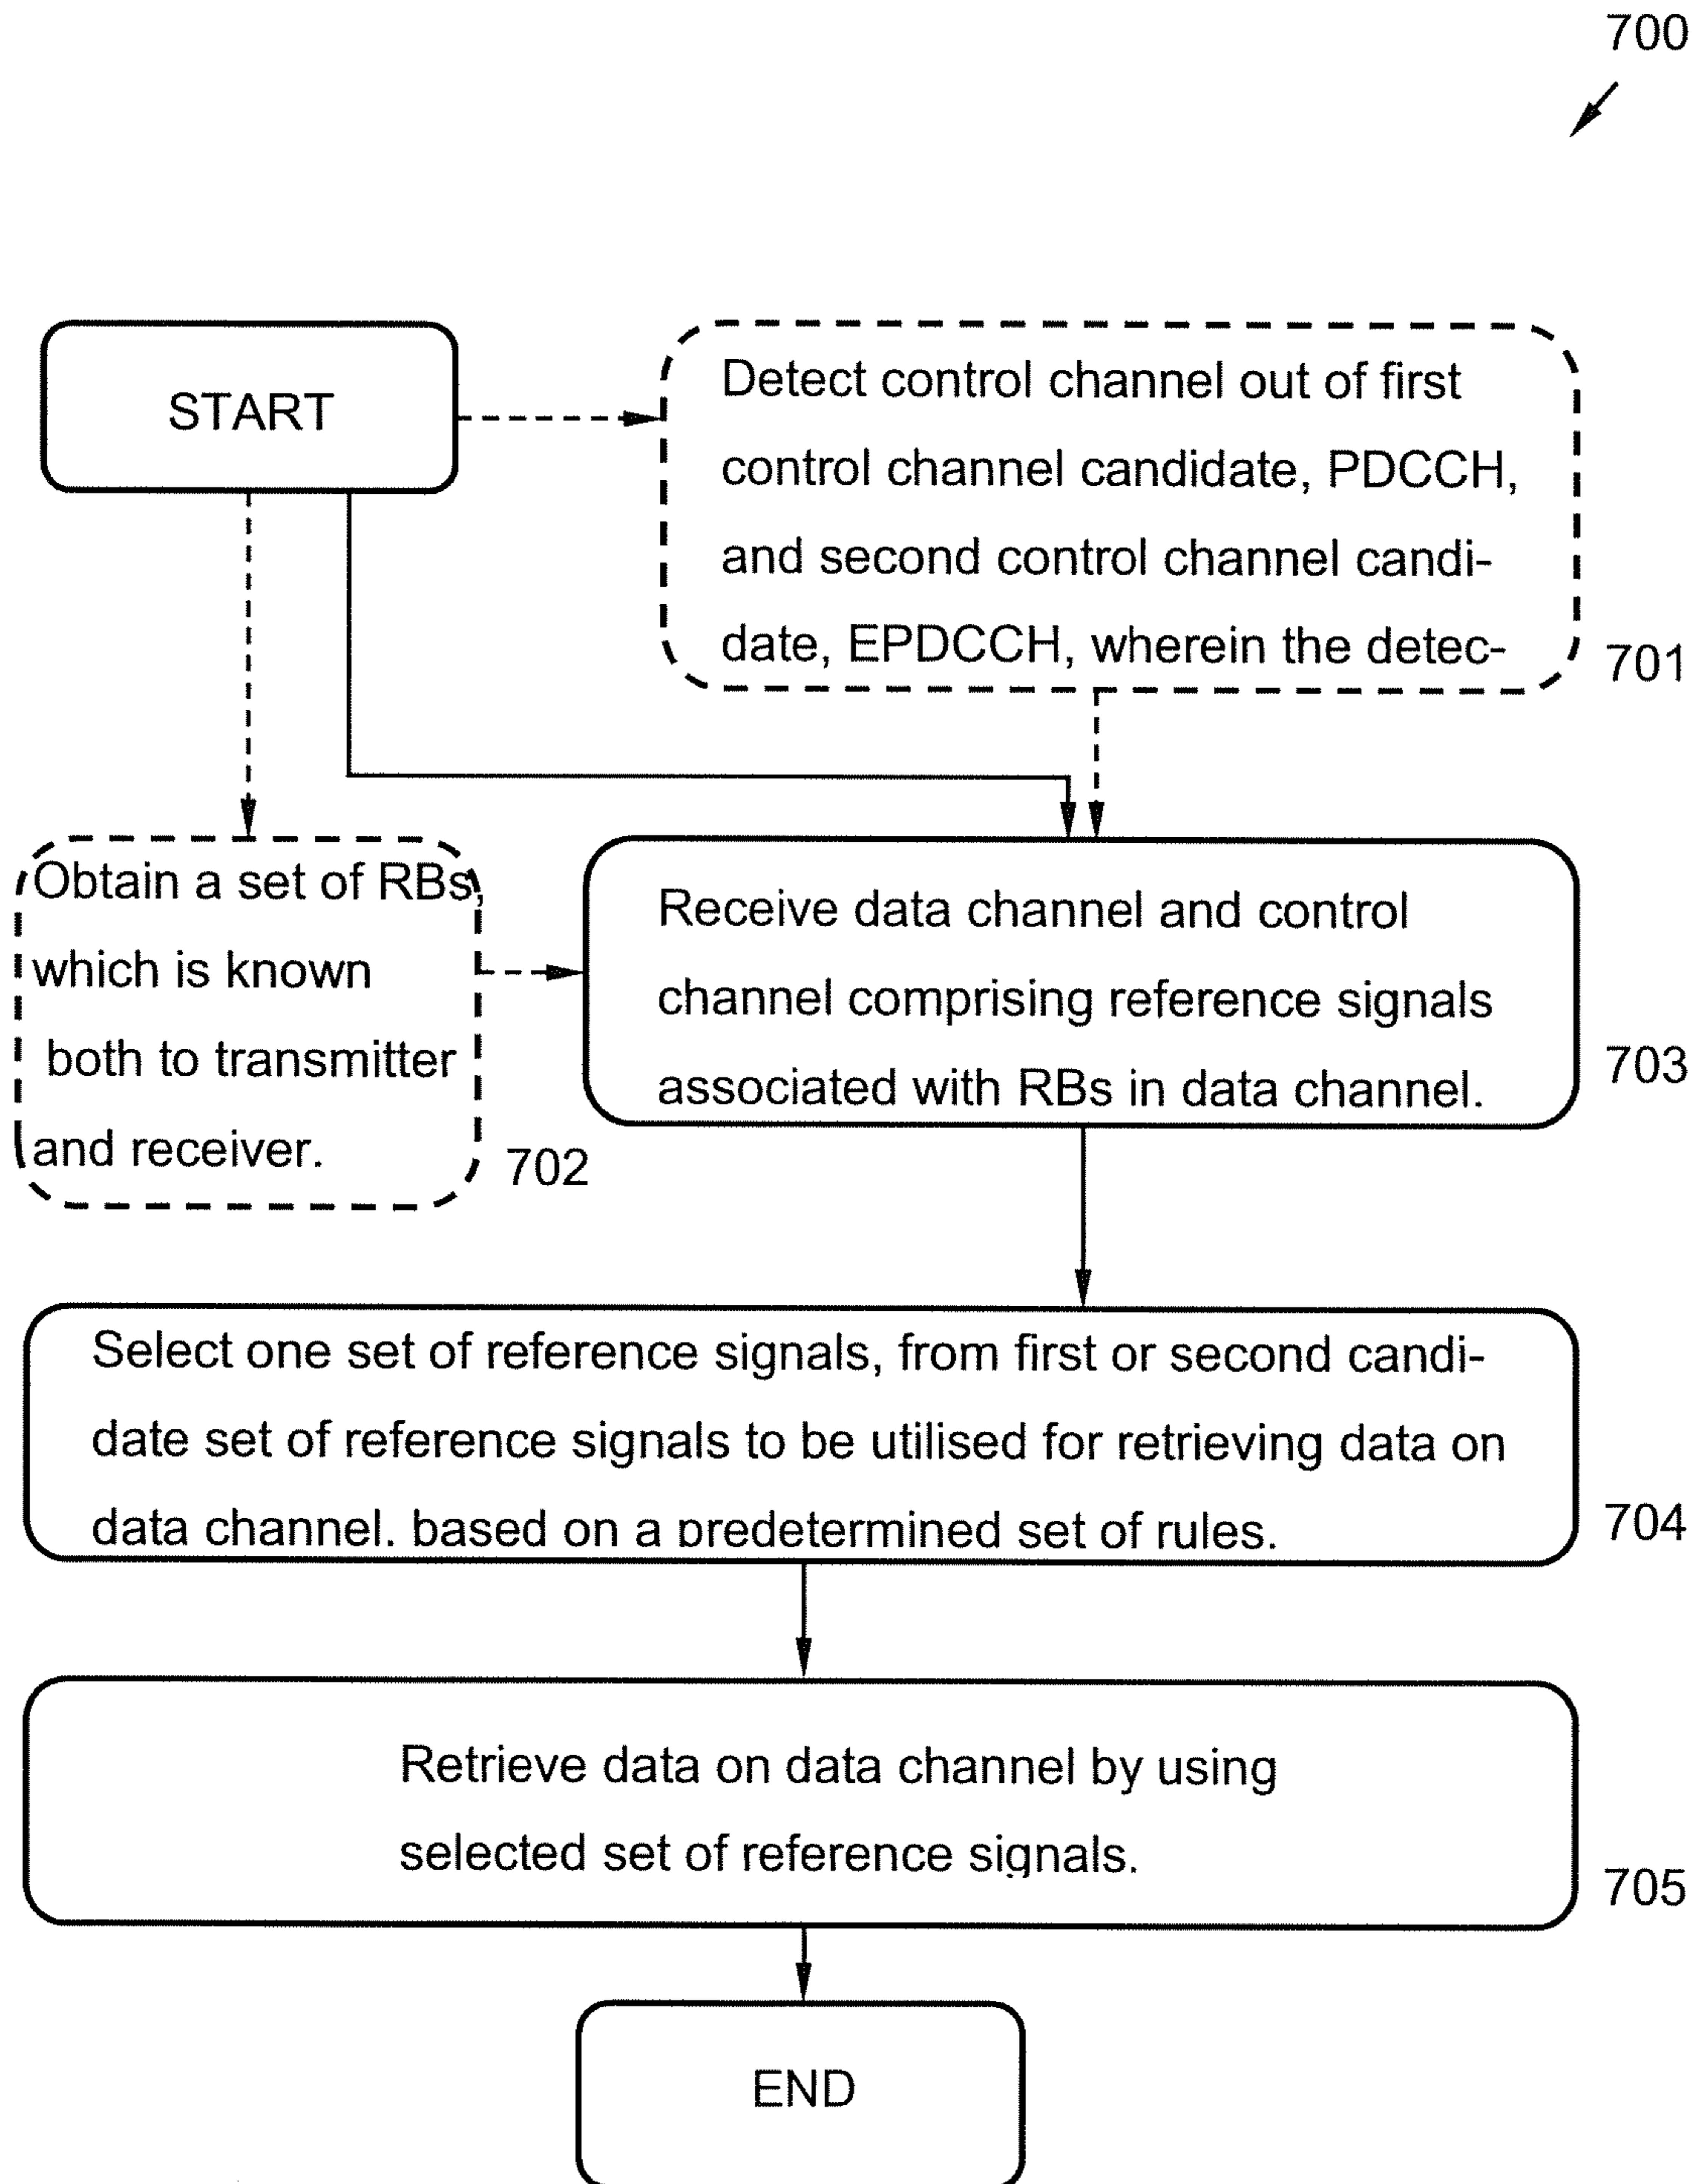 700
START
Detect control channel out of first
control channel candidate, PDCCH,
and second control channel candi-
date, EPDCCH, wherein the detec-
701
Obtain a set of RBs,
which is known
both to transmitter
and receiver.
702
Receive data channel and control
channel comprising reference signals
associated with RBs in data channel.
703
Select one set of reference signals, from first or second candi-
date set of reference signals to be utilised for retrieving data on
data channel, based on a predetermined set of rules.
704
Retrieve data on data channel by using
selected set of reference signals.
705
END